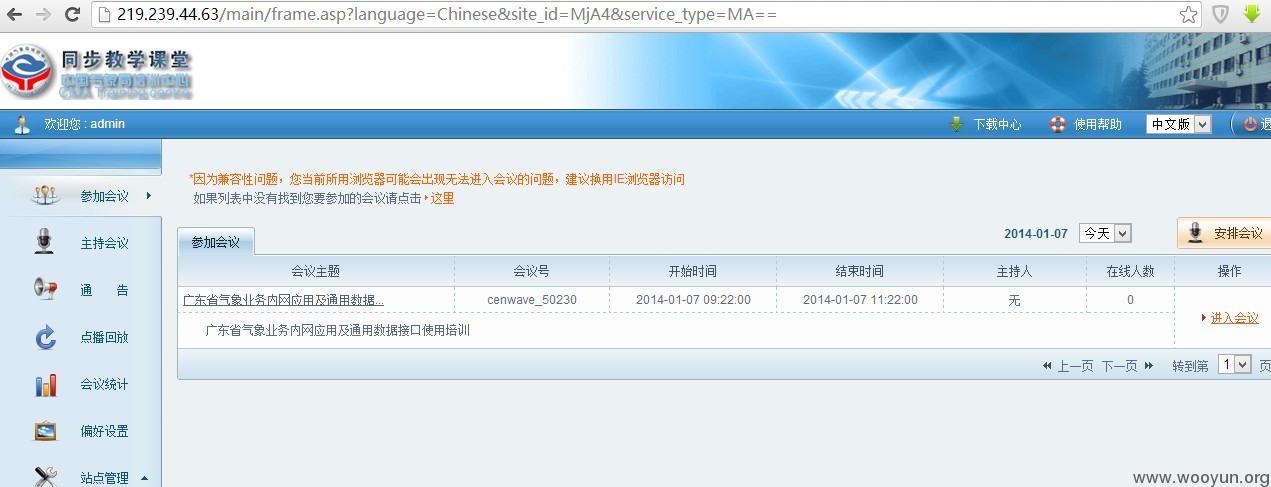 219.239.44.63/main/frame.asp?language=Chinese&site_id=MjA4&service_type=MA==
同步教学课堂
中国气象局培训中心
CMA Training Centre
欢迎您 : admin
下载中心 使用帮助 中文版 退
参加会议
主持会议
通 告
点播回放
会议统计
偏好设置
站点管理
*因为兼容性问题，您当前所用浏览器可能会出现无法进入会议的问题，建议换用IE浏览器访问
如果列表中没有找到您要参加的会议请点击 这里
参加会议 2014-01-07 今天 安排会议
会议主题 会议号 开始时间 结束时间 主持人 在线人数 操作
广东省气象业务内网应用及通用数据... cenwave_50230 2014-01-07 09:22:00 2014-01-07 11:22:00 无 0 进入会议
广东省气象业务内网应用及通用数据接口使用培训
上一页 下一页 转到第 1 页
www.wooyun.org